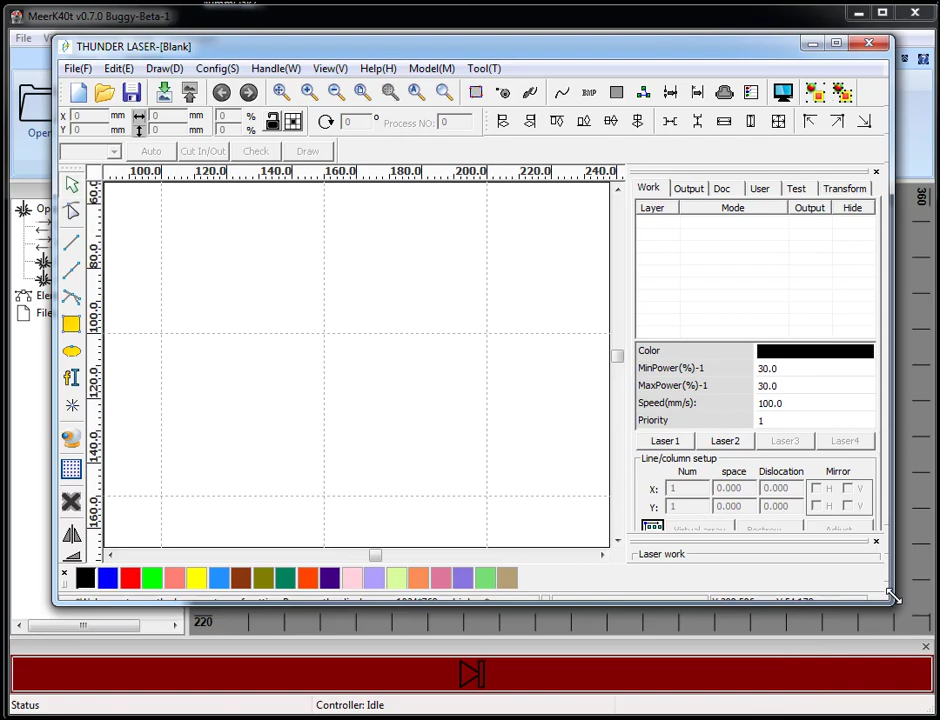 MeerK40t v0.7.0 Buggy-Beta-1
File
THUNDER LASER-[Blank]
File(F) Edit(E) Draw(D) Config(S) Handle(W) View(V) Help(H) Model(M) Tool(T)
BMP
X 0 mm 0 mm 0 %
Y 0 mm 0 mm 0 %
0 ° Process NO: 0
Auto Cut In/Out Check Draw
Open
100.0 120.0 140.0 160.0 180.0 200.0 220.0 240.0
60.0
80.0
100.0
120.0
140.0
160.0
Work Output Doc User Test Transform
Layer Mode Output Hide
360
Color
MinPower(%)-1 30.0
MaxPower(%)-1 30.0
Speed(mm/s): 100.0
Priority 1
Laser1 Laser2 Laser3 Laser4
Line/column setup
Num space Dislocation Mirror
X: 1 0.000 0.000 H V
Y: 1 0.000 0.000 H V
Virtual array
Adjust
Laser work
220
Status Controller: Idle